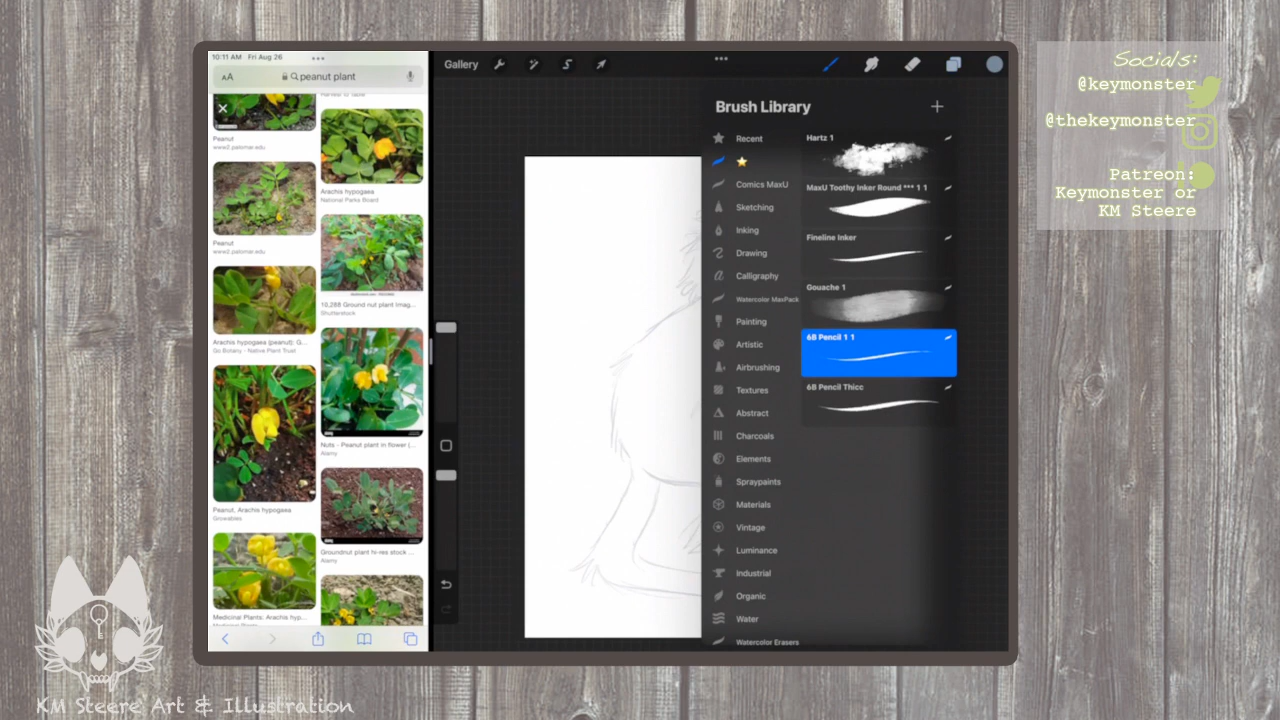 10:11 AM Fri Aug 26
AA
peanut plant
Peanut
www2.palomar.edu
Arachis hypogaea
National Parks Board
Peanut
www2.palomar.edu
10,288 Ground nut plant Imag...
Shutterstock
Arachis hypogaea (peanut): G...
Go Botany - Native Plant Trust
Nuts - Peanut plant in flower (...
Alamy
Peanut, Arachis hypogaea
Growables
Groundnut plant hi-res stock ...
Alamy
Medicinal Plants: Arachis hyp...
Gallery
Brush Library
Recent
Comics MaxU
Sketching
Inking
Drawing
Calligraphy
Watercolor MaxPack
Painting
Artistic
Airbrushing
Textures
Abstract
Charcoals
Elements
Spraypaints
Materials
Vintage
Luminance
Industrial
Organic
Water
Watercolor Erasers
Hartz 1
MaxU Toothy Inker Round *** 1 1
Fineline Inker
Gouache 1
6B Pencil 1 1
6B Pencil Thicc
Socials:
@keymonster
@thekeymonster
Patreon:
Keymonster or
KM Steere
KM Steere Art & Illustration